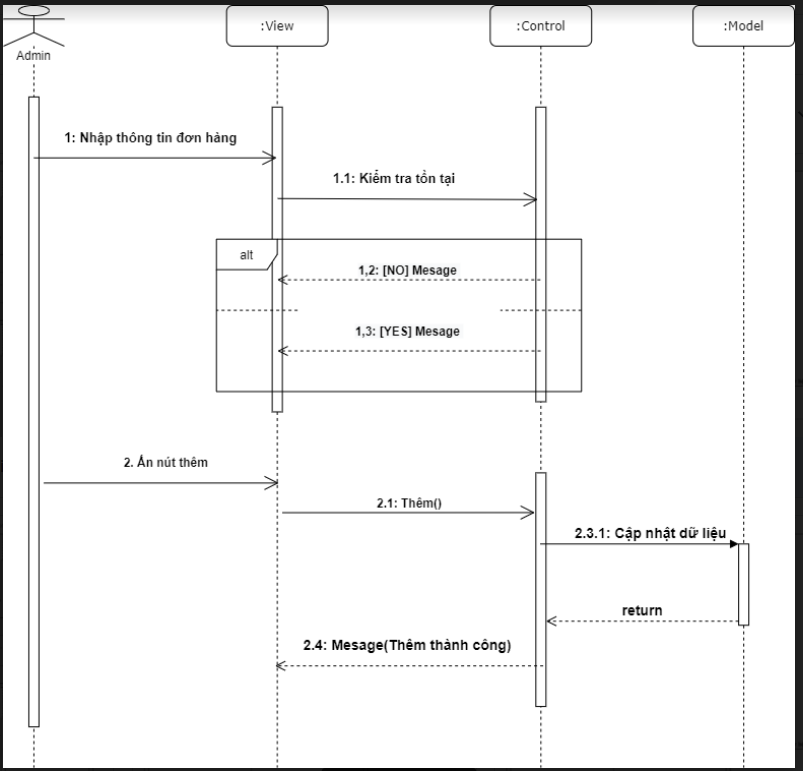 Admin
:View
:Control
:Model
1: Nhập thông tin đơn hàng
1.1: Kiểm tra tồn tại
alt
1,2: [NO] Mesage
1,3: [YES] Mesage
2. Ấn nút thêm
2.1: Thêm()
2.3.1: Cập nhật dữ liệu
return
2.4: Mesage(Thêm thành công)